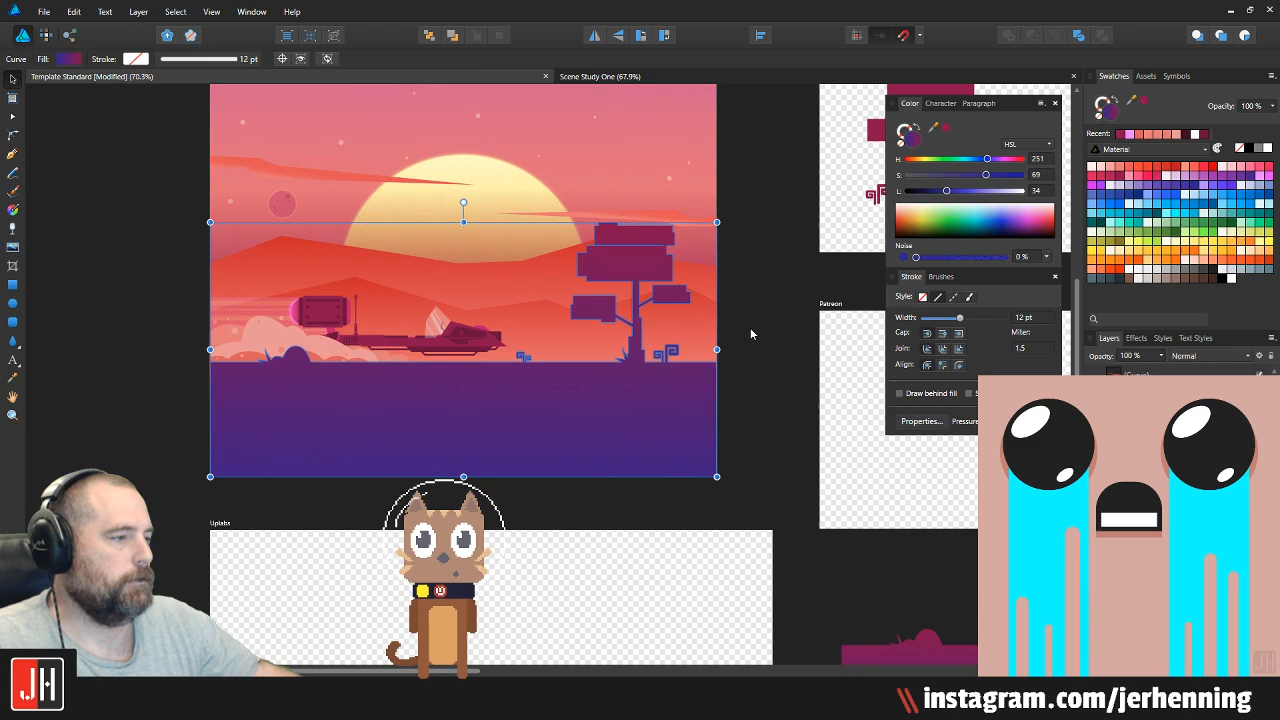 File Edit Text Layer Select View Window Help
Curve Fill: Stroke: 12 pt
Template Standard [Modified] (70.3%) Scene Study One (67.9%)
Swatches Assets Symbols
Color Character Paragraph
Opacity: 100 %
HSL
Recent:
Material
H: 251
S: 69
L: 34
Noise
0 %
Stroke Brushes
Style:
Width: 12 pt
Cap: Miter:
Join: 1.5
Align:
Draw behind fill
Properties... Pressure
Layers Effects Styles Text Styles
Opacity: 100 % Normal
(Curve)
Patreon
Uplabs
JH
\\ instagram.com/jerhenning